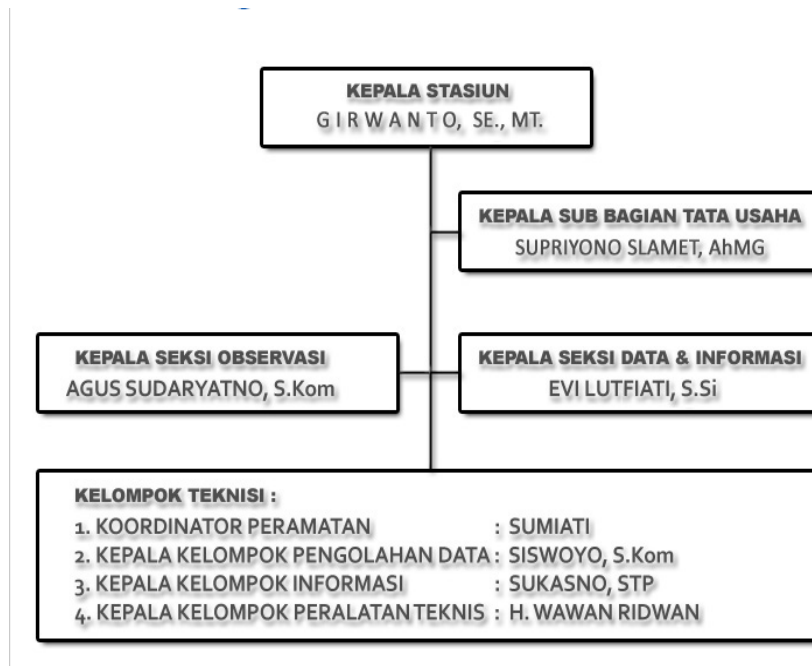 KEPALA STASIUN
G I R W A N T O, SE., MT.
KEPALA SUB BAGIAN TATA USAHA
SUPRIYONO SLAMET, AhMG
KEPALA SEKSI OBSERVASI
AGUS SUDARYATNO, S.Kom
KEPALA SEKSI DATA & INFORMASI
EVI LUTFIATI, S.Si
KELOMPOK TEKNISI :
1. KOORDINATOR PERAMATAN : SUMIATI
2. KEPALA KELOMPOK PENGOLAHAN DATA : SISWOYO, S.Kom
3. KEPALA KELOMPOK INFORMASI : SUKASNO, STP
4. KEPALA KELOMPOK PERALATAN TEKNIS : H. WAWAN RIDWAN